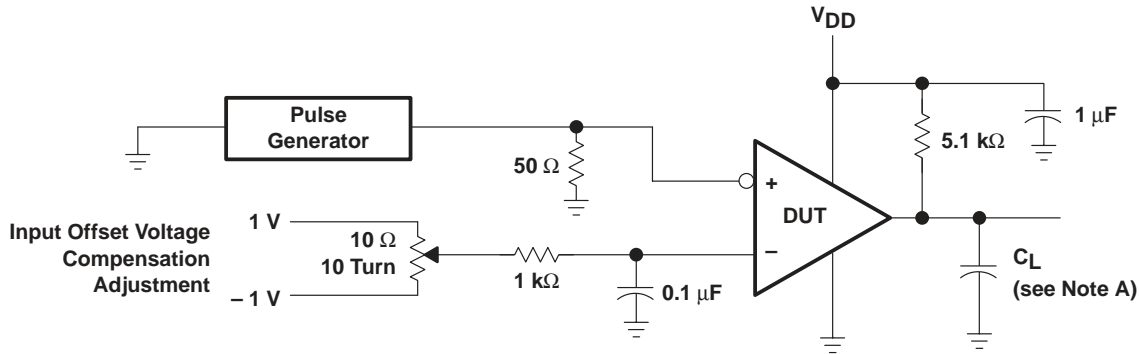 VDD
Pulse
Generator
1 μF
5.1 kΩ
50 Ω
+
DUT
1 V
Input Offset Voltage
Compensation
Adjustment
10 Ω
10 Turn
−
1 kΩ
0.1 μF
CL
(see Note A)
– 1 V